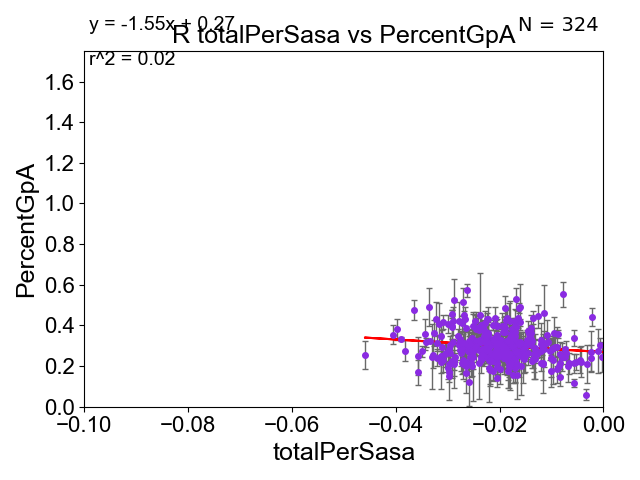 y = -1.55x + 0.27
N = 324
R totalPerSasa vs PercentGpA
r^2 = 0.02
PercentGpA
1.6
1.4
1.2
1.0
0.8
0.6
0.4
0.2
0.0
−0.10 −0.08 −0.06 −0.04 −0.02 0.00
totalPerSasa